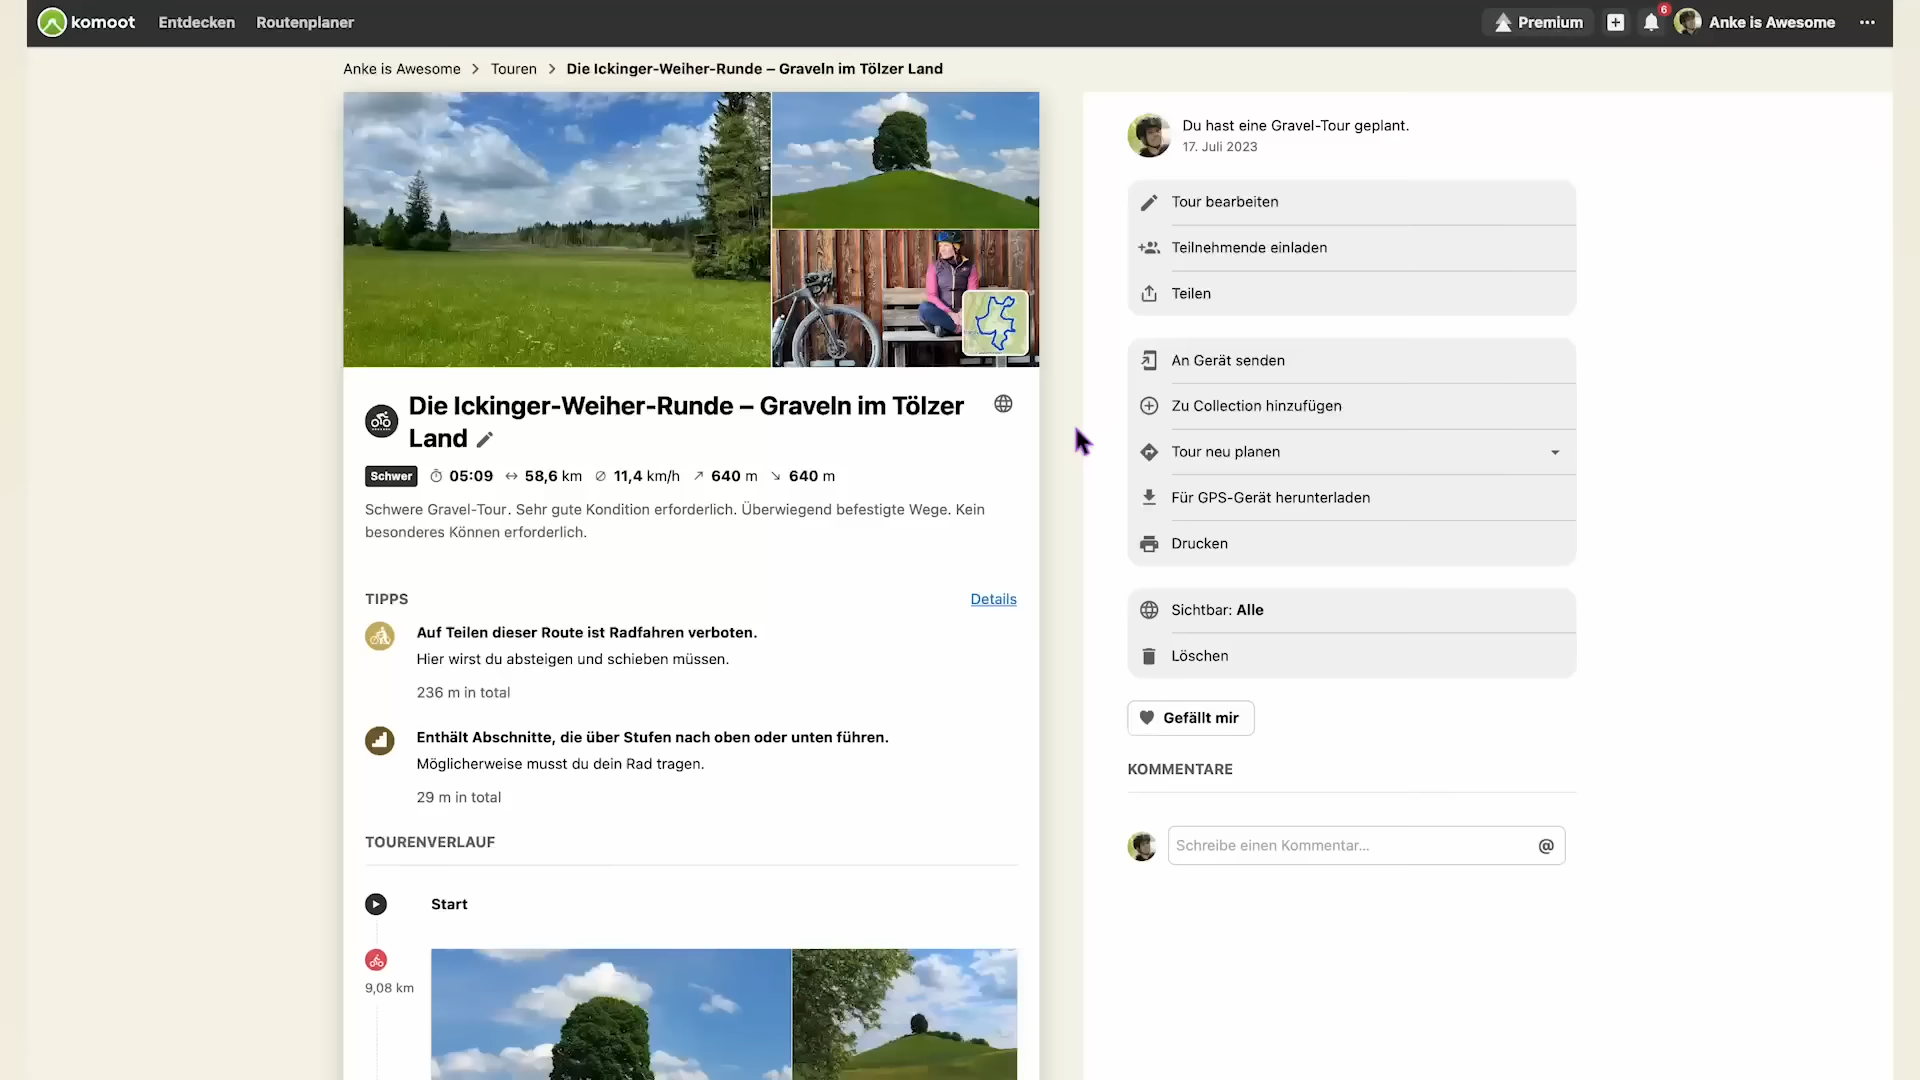 komoot Entdecken Routenplaner Premium 6 Anke is Awesome
Anke is Awesome > Touren > Die Ickinger-Weiher-Runde – Graveln im Tölzer Land
Die Ickinger-Weiher-Runde – Graveln im Tölzer
Land
Schwer 05:09 58,6 km 11,4 km/h 640 m 640 m
Schwere Gravel-Tour. Sehr gute Kondition erforderlich. Überwiegend befestigte Wege. Kein
besonderes Können erforderlich.
TIPPS Details
Auf Teilen dieser Route ist Radfahren verboten.
Hier wirst du absteigen und schieben müssen.
236 m in total
Enthält Abschnitte, die über Stufen nach oben oder unten führen.
Möglicherweise musst du dein Rad tragen.
29 m in total
TOURENVERLAUF
Start
9,08 km
Du hast eine Gravel-Tour geplant.
17. Juli 2023
Tour bearbeiten
Teilnehmende einladen
Teilen
An Gerät senden
Zu Collection hinzufügen
Tour neu planen
Für GPS-Gerät herunterladen
Drucken
Sichtbar: Alle
Löschen
Gefällt mir
KOMMENTARE
Schreibe einen Kommentar... @